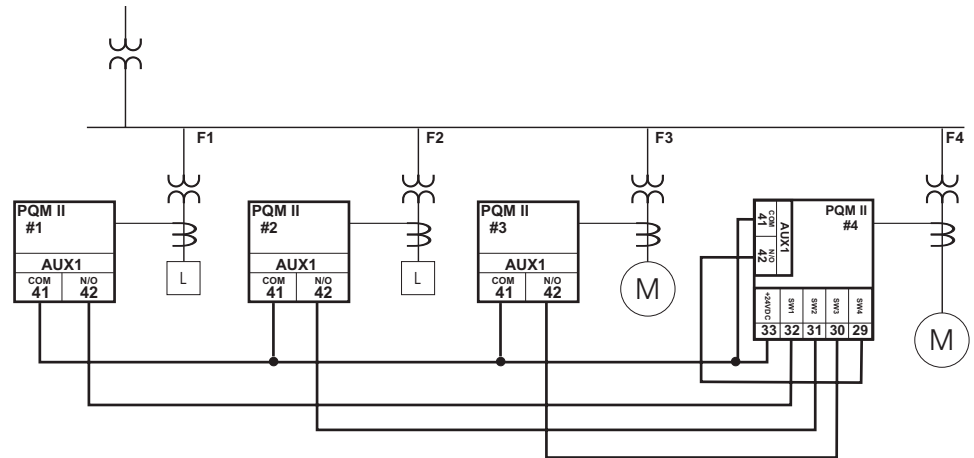 F1
F2
F3
F4
PQM II
#1
AUX1
COM N/O
41 42
L
PQM II
#2
AUX1
COM N/O
41 42
L
PQM II
#3
AUX1
COM N/O
41 42
M
PQM II
#4
AUX1
COM
41
N/O
42
+24VDC SW1 SW2 SW3 SW4
33 32 31 30 29
M